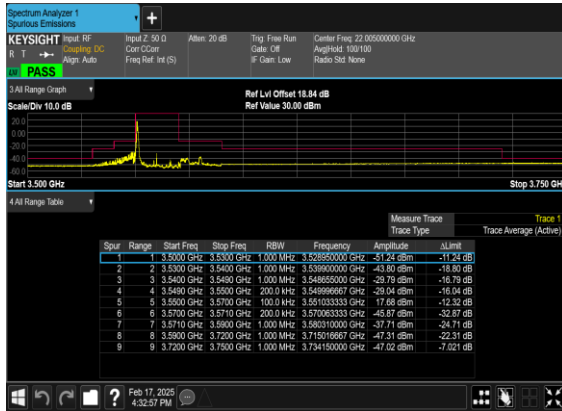 Spectrum Analyzer 1
Spurious Emissions
+
KEYSIGHT Input: RF Input Z: 50 Ω Atten: 20 dB Trig: Free Run Center Freq: 22.005000000 GHz
R T Coupling: DC Corr CCorr Gate: Off Avg|Hold: 100/100
Align: Auto Freq Ref: Int (S) IF Gain: Low Radio Std: None
PASS
3 All Range Graph
Scale/Div 10.0 dB Ref Lvl Offset 18.84 dB
Ref Value 30.00 dBm
20.0
0.00
-20.0
-40.0
-60.0
Start 3.500 GHz Stop 3.750 GH
4 All Range Table
Measure Trace Trace 1
Trace Type Trace Average (Active)
Spur Range Start Freq Stop Freq RBW Frequency Amplitude ΔLimit
1 1 3.5000 GHz 3.5300 GHz 1.000 MHz 3.528950000 GHz -51.24 dBm -11.24 dB
2 2 3.5300 GHz 3.5400 GHz 1.000 MHz 3.539900000 GHz -43.80 dBm -18.80 dB
3 3 3.5400 GHz 3.5490 GHz 1.000 MHz 3.548655000 GHz -29.79 dBm -16.79 dB
4 4 3.5490 GHz 3.5500 GHz 200.0 kHz 3.549996667 GHz -29.04 dBm -16.04 dB
5 5 3.5500 GHz 3.5700 GHz 100.0 kHz 3.551033333 GHz 17.68 dBm -12.32 dB
6 6 3.5700 GHz 3.5710 GHz 200.0 kHz 3.570063333 GHz -45.87 dBm -32.87 dB
7 7 3.5710 GHz 3.5900 GHz 1.000 MHz 3.580310000 GHz -37.71 dBm -24.71 dB
8 8 3.5900 GHz 3.7200 GHz 1.000 MHz 3.715016667 GHz -47.31 dBm -22.31 dB
9 9 3.7200 GHz 3.7500 GHz 1.000 MHz 3.734150000 GHz -47.02 dBm -7.021 dB
? Feb 17, 2025
4:32:57 PM